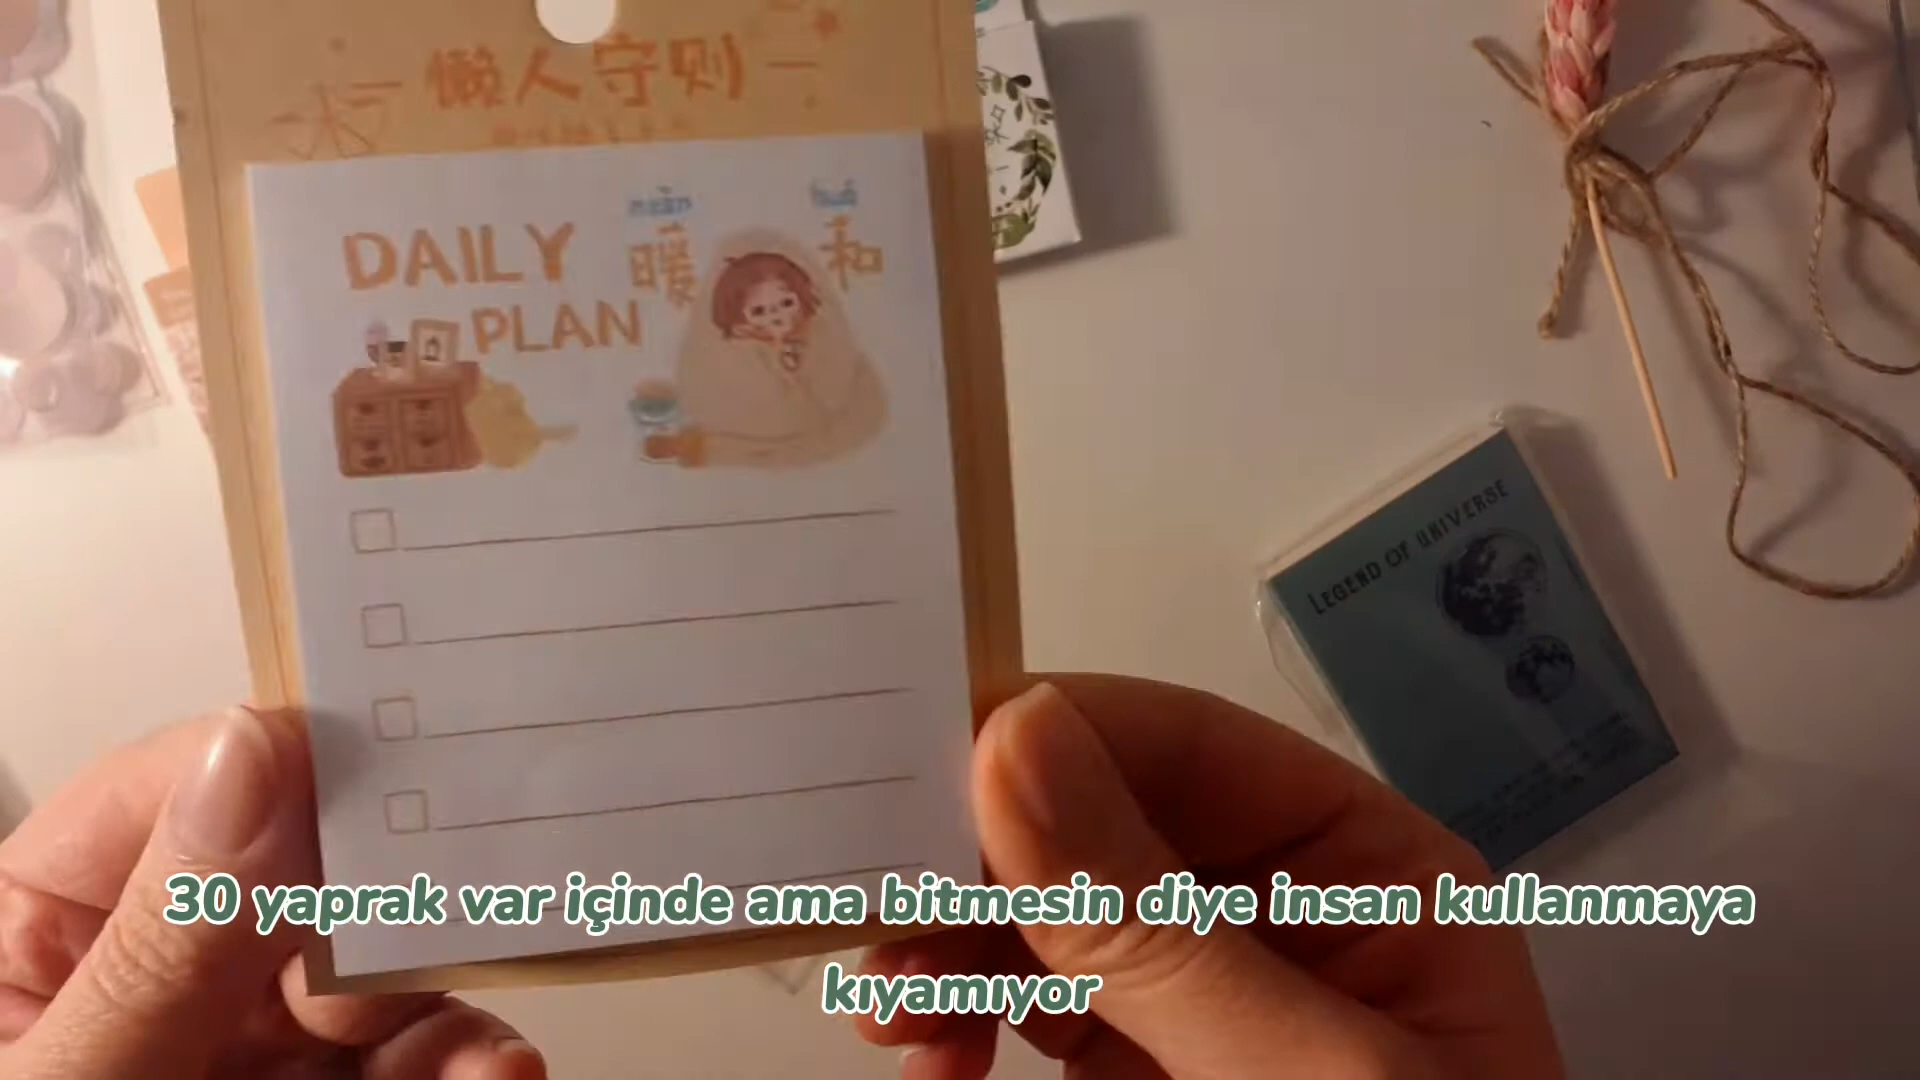 懒人守则
DAILY
PLAN
nuǎn
huó
暖 和
LEGEND OF UNIVERSE
30 yaprak var içinde ama bitmesin diye insan kullanmaya
kıyamıyor